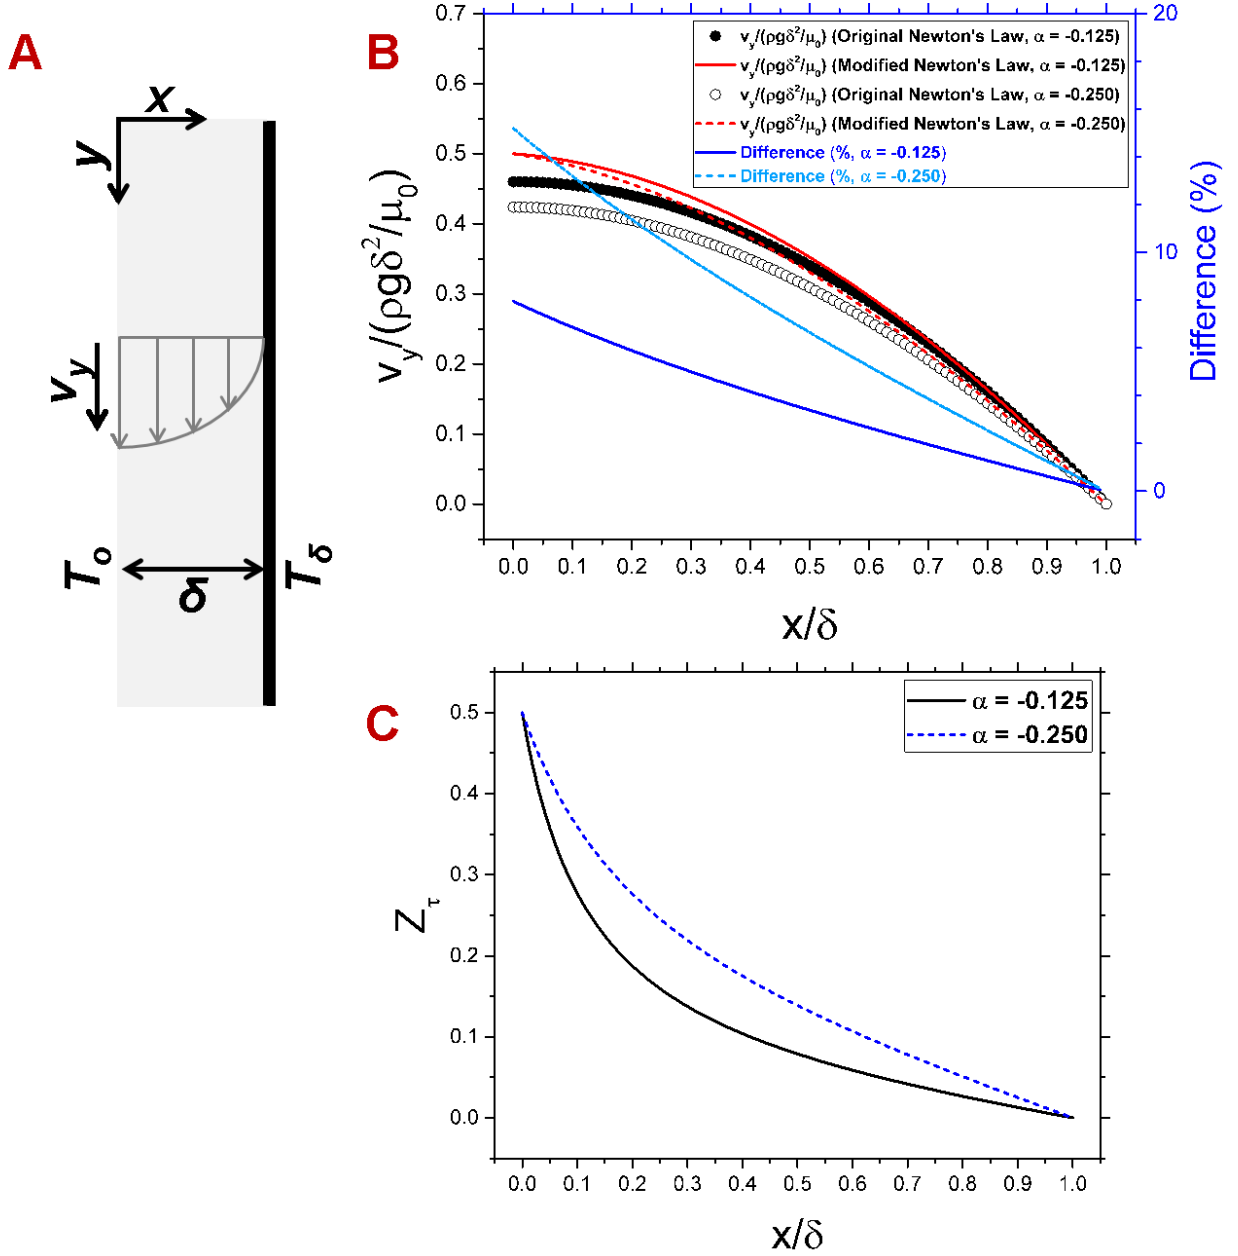 A
x
y
v_y
T_o
δ
T_δ
B
v_y/(ρgδ²/μ₀) (Original Newton's Law, α = -0.125)
v_y/(ρgδ²/μ₀) (Modified Newton's Law, α = -0.125)
v_y/(ρgδ²/μ₀) (Original Newton's Law, α = -0.250)
v_y/(ρgδ²/μ₀) (Modified Newton's Law, α = -0.250)
Difference (%, α = -0.125)
Difference (%, α = -0.250)
v_y/(ρgδ²/μ₀)
0.7
0.6
0.5
0.4
0.3
0.2
0.1
0.0
20
10
0
Difference (%)
0.0 0.1 0.2 0.3 0.4 0.5 0.6 0.7 0.8 0.9 1.0
x/δ
C
α = -0.125
α = -0.250
Z_τ
0.5
0.4
0.3
0.2
0.1
0.0
0.0 0.1 0.2 0.3 0.4 0.5 0.6 0.7 0.8 0.9 1.0
x/δ